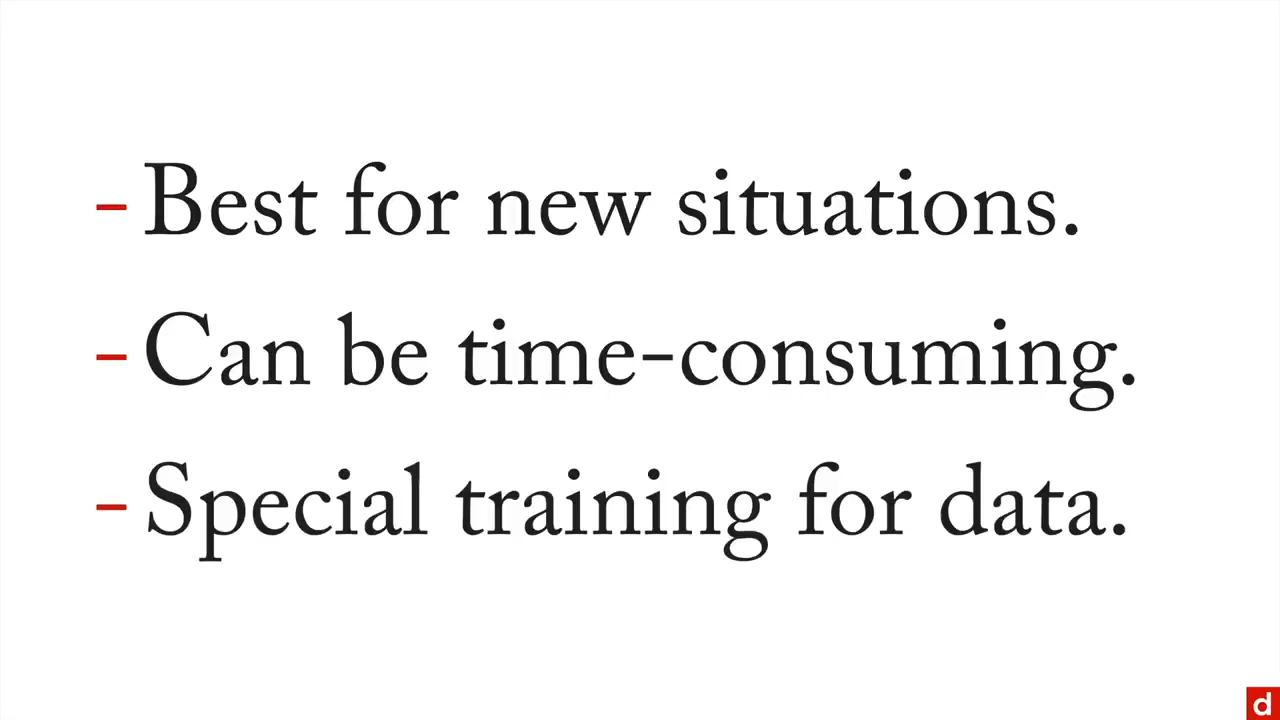 - Best for new situations.
- Can be time-consuming.
- Special training for data.
d